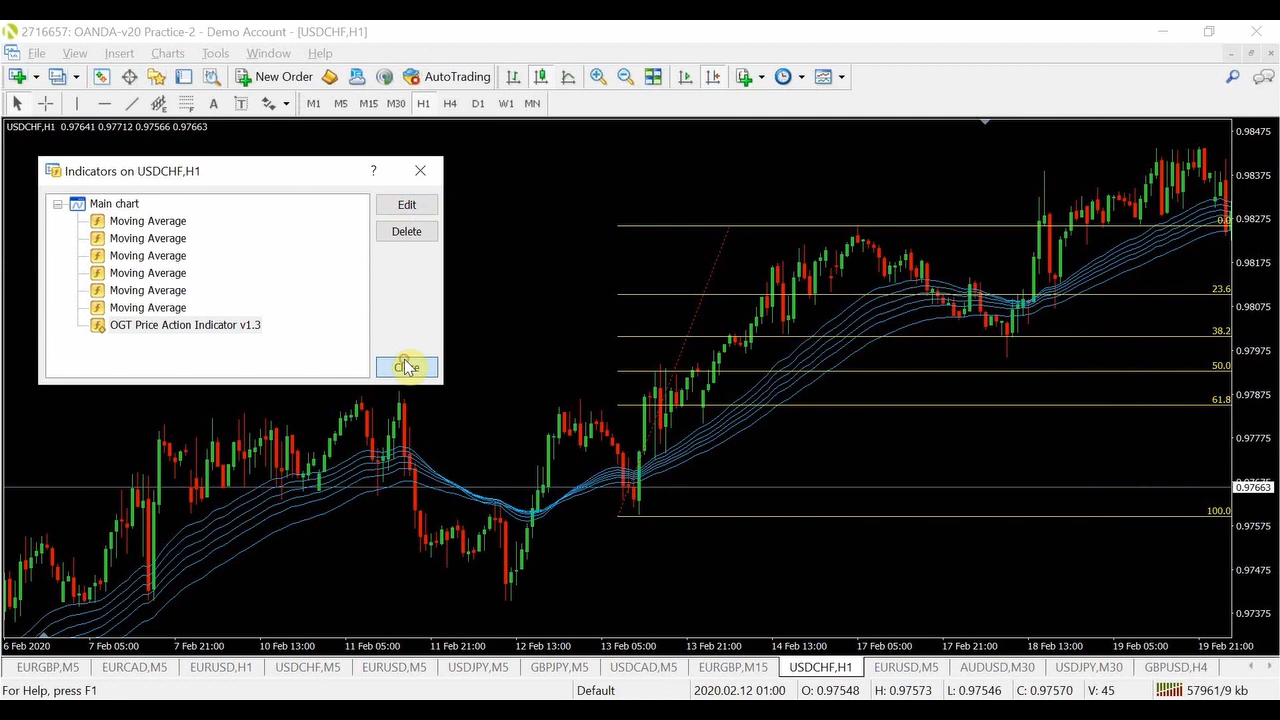 2716657: OANDA-v20 Practice-2 - Demo Account - [USDCHF,H1]
File View Insert Charts Tools Window Help
New Order AutoTrading
A T M1 M5 M15 M30 H1 H4 D1 W1 MN
USDCHF,H1 0.97641 0.97712 0.97566 0.97663
Indicators on USDCHF,H1 ?
Main chart
Moving Average
Moving Average
Moving Average
Moving Average
Moving Average
Moving Average
OGT Price Action Indicator v1.3
Edit
Delete
0.0
23.6
38.2
50.0
61.8
100.0
0.98475
0.98375
0.98275
0.98175
0.98075
0.97975
0.97875
0.97775
0.97663
0.97575
0.97475
0.97375
6 Feb 2020 7 Feb 05:00 7 Feb 21:00 10 Feb 13:00 11 Feb 05:00 11 Feb 21:00 12 Feb 13:00 13 Feb 05:00 13 Feb 21:00 14 Feb 13:00 17 Feb 05:00 17 Feb 21:00 18 Feb 13:00 19 Feb 05:00 19 Feb 21:00
EURGBP,M5 EURCAD,M5 EURUSD,H1 USDCHF,M5 EURUSD,M5 USDJPY,M5 GBPJPY,M5 USDCAD,M5 EURGBP,M15 USDCHF,H1 EURUSD,M5 AUDUSD,M30 USDJPY,M30 GBPUSD,H4
For Help, press F1 Default 2020.02.12 01:00 O: 0.97548 H: 0.97573 L: 0.97546 C: 0.97570 V: 45 57961/9 kb